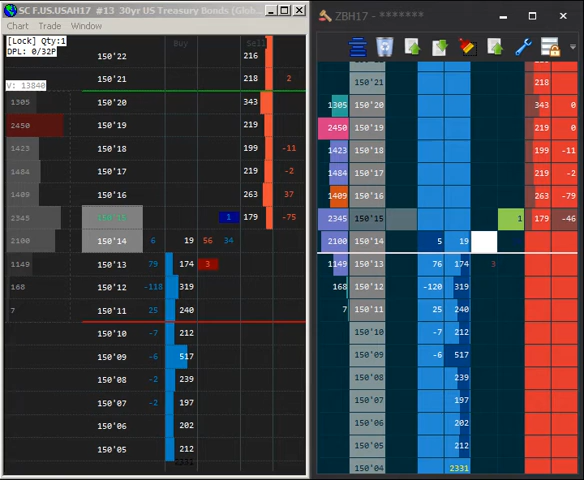 SC F.US.USAH17 #13 30yr US Treasury Bonds (Glob…
Chart Trade Window
[Lock] Qty:1
DPL: 0/32P
Buy Sell
V: 13840
150'22 216
150'21 218 2
1305 150'20 343
2450 150'19 219
1423 150'18 199 -11
1484 150'17 219 -2
1409 150'16 263 37
2345 150'15 1 179 -75
2100 150'14 6 19 56 34
1149 150'13 79 174 3
168 150'12 -118 319
7 150'11 25 240
150'10 -7 212
150'09 -6 517
150'08 -2 239
150'07 -2 197
150'06 202
150'05 212
2331
ZBH17 - *******
150'21 218
1305 150'20 343 0
2450 150'19 219 0
1423 150'18 199 -11
1484 150'17 219 -2
1409 150'16 263 -79
2345 150'15 1 179 -46
2100 150'14 5 19
1149 150'13 76 174 3
168 150'12 -120 319
7 150'11 25 240
150'10 -7 212
150'09 -6 517
150'08 239
150'07 197
150'06 202
150'05 212
150'04 2331